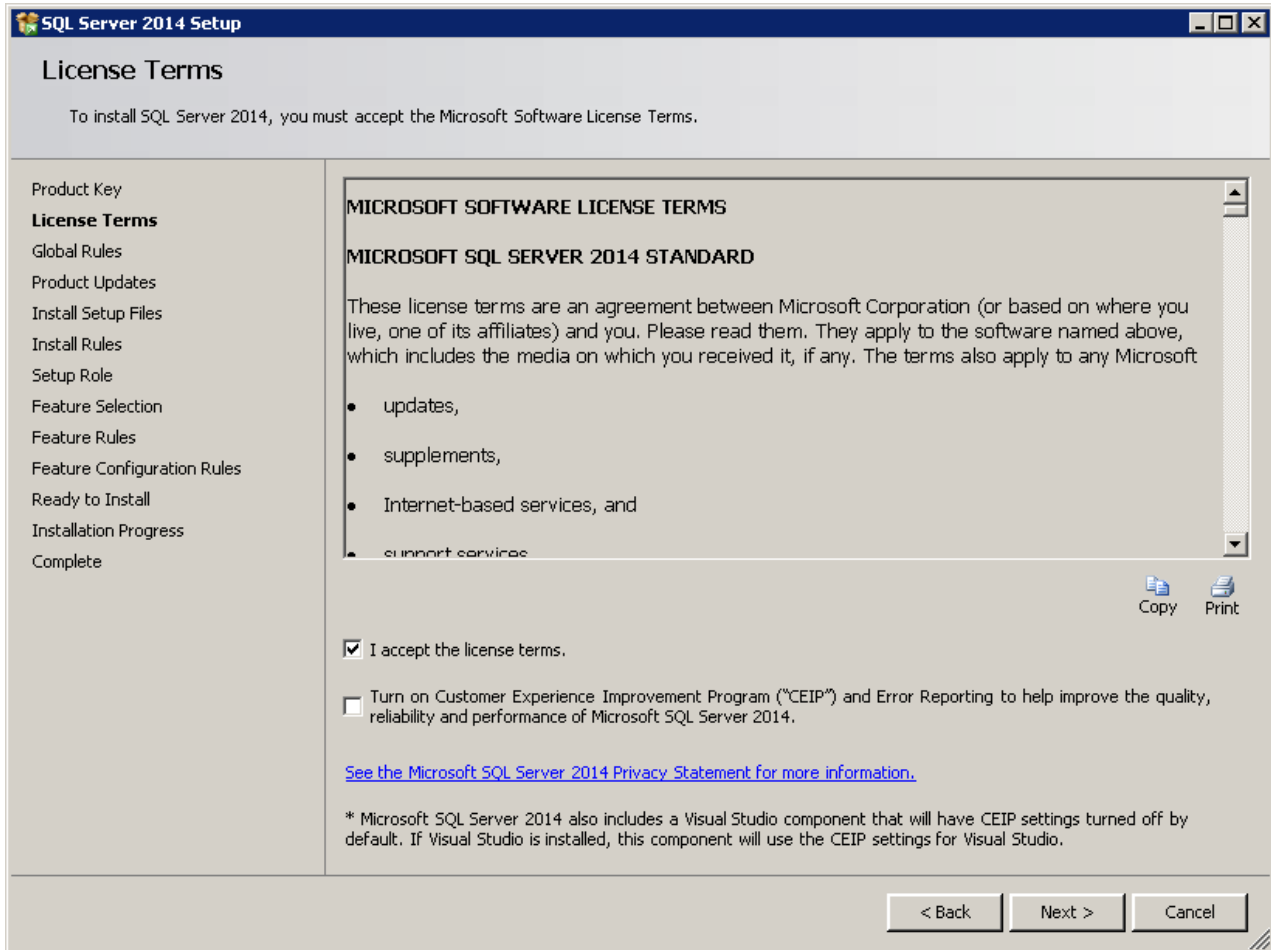 SQL Server 2014 Setup
License Terms
To install SQL Server 2014, you must accept the Microsoft Software License Terms.
Product Key
License Terms
Global Rules
Product Updates
Install Setup Files
Install Rules
Setup Role
Feature Selection
Feature Rules
Feature Configuration Rules
Ready to Install
Installation Progress
Complete
MICROSOFT SOFTWARE LICENSE TERMS
MICROSOFT SQL SERVER 2014 STANDARD
These license terms are an agreement between Microsoft Corporation (or based on where you
live, one of its affiliates) and you. Please read them. They apply to the software named above,
which includes the media on which you received it, if any. The terms also apply to any Microsoft
• updates,
• supplements,
• Internet-based services, and
• support services
Copy Print
I accept the license terms.
Turn on Customer Experience Improvement Program (“CEIP”) and Error Reporting to help improve the quality,
reliability and performance of Microsoft SQL Server 2014.
See the Microsoft SQL Server 2014 Privacy Statement for more information.
* Microsoft SQL Server 2014 also includes a Visual Studio component that will have CEIP settings turned off by
default. If Visual Studio is installed, this component will use the CEIP settings for Visual Studio.
< Back Next > Cancel